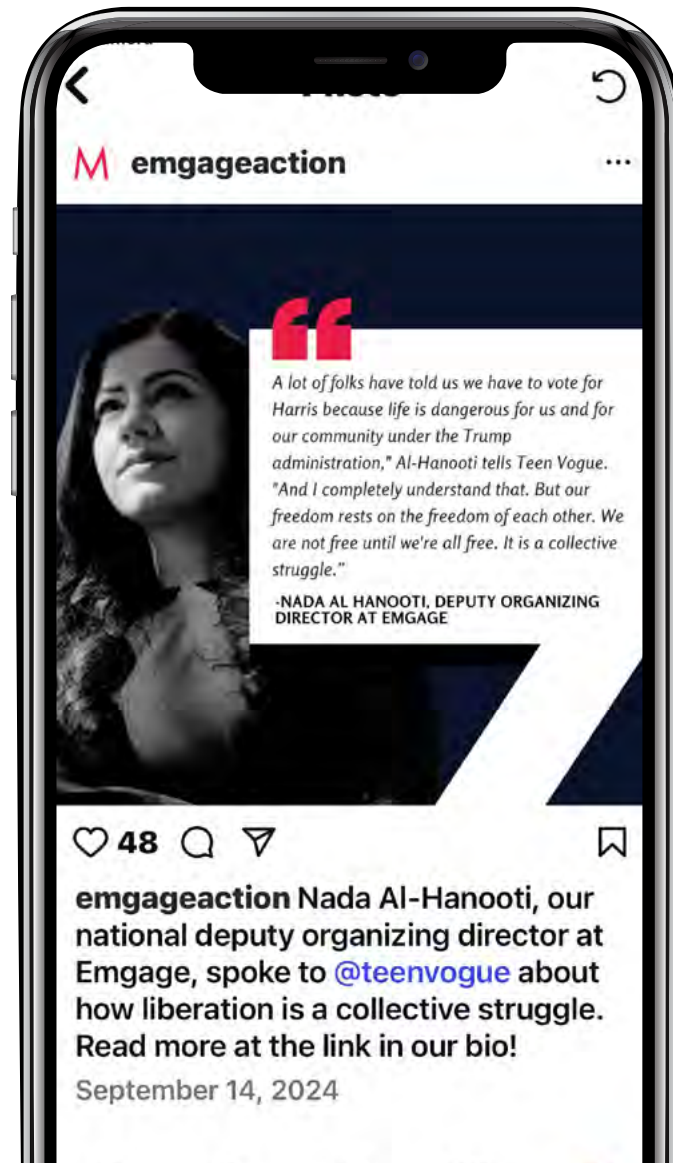 M emgageaction
A lot of folks have told us we have to vote for
Harris because life is dangerous for us and for
our community under the Trump
administration," Al-Hanooti tells Teen Vogue.
"And I completely understand that. But our
freedom rests on the freedom of each other. We
are not free until we're all free. It is a collective
struggle."
-NADA AL HANOOTI, DEPUTY ORGANIZING
DIRECTOR AT EMGAGE
48
emgageaction Nada Al-Hanooti, our
national deputy organizing director at
Emgage, spoke to @teenvogue about
how liberation is a collective struggle.
Read more at the link in our bio!
September 14, 2024